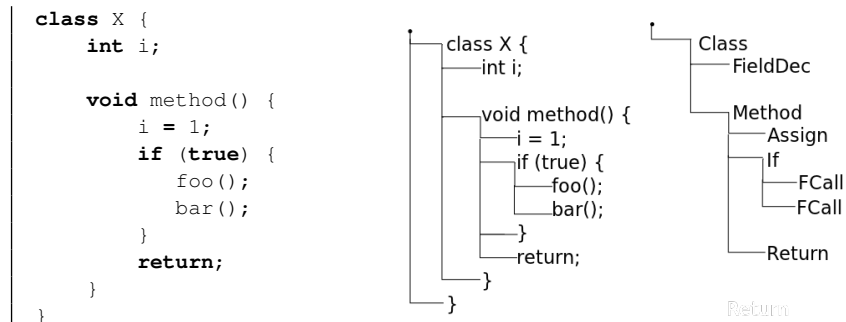 class X {
int i;
void method() {
i = 1;
if (true) {
foo();
bar();
}
return;
}
}
class X {
int i;
void method() {
i = 1;
if (true) {
foo();
bar();
}
return;
}
}
Class
FieldDec
Method
Assign
If
FCall
FCall
Return
Return